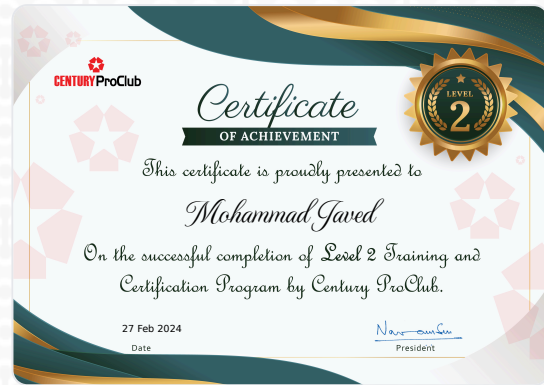 CENTURY ProClub
Certificate
OF ACHIEVEMENT
LEVEL
2
This certificate is proudly presented to
Mohammad Javed
On the successful completion of Level 2 Training and
Certification Program by Century ProClub.
27 Feb 2024
Date
President